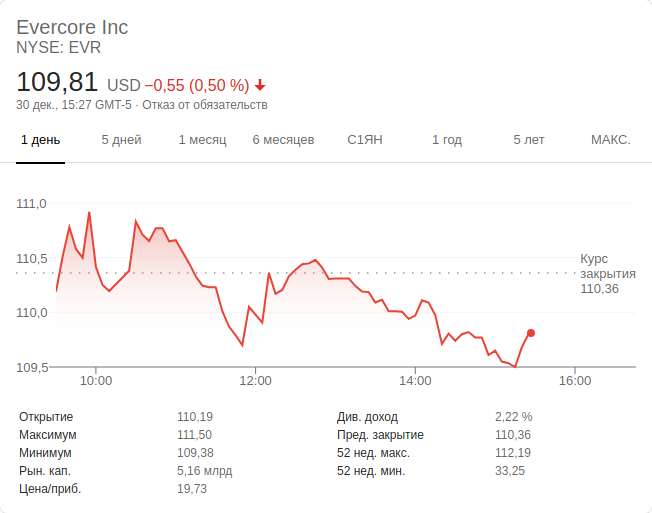 Evercore Inc
NYSE: EVR
109,81 USD −0,55 (0,50 %)
30 дек., 15:27 GMT-5 · Отказ от обязательств
1 день 5 дней 1 месяц 6 месяцев С1ЯН 1 год 5 лет МАКС.
111,0
110,5
110,0
109,5
Курс
закрытия
110,36
10:00 12:00 14:00 16:00
Открытие 110,19 Див. доход 2,22 %
Максимум 111,50 Пред. закрытие 110,36
Минимум 109,38 52 нед. макс. 112,19
Рын. кап. 5,16 млрд 52 нед. мин. 33,25
Цена/приб. 19,73